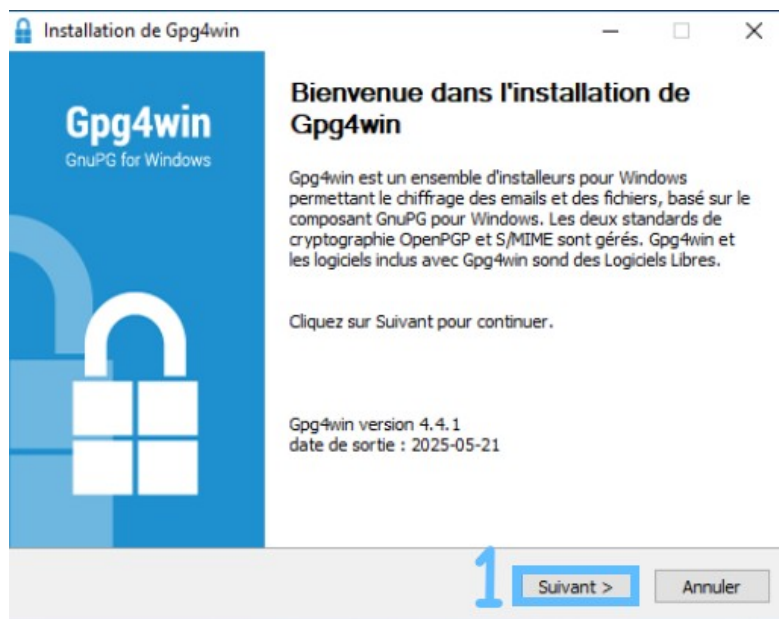 Installation de Gpg4win
Gpg4win
GnuPG for Windows
Bienvenue dans l'installation de
Gpg4win
Gpg4win est un ensemble d'installeurs pour Windows
permettant le chiffrage des emails et des fichiers, basé sur le
composant GnuPG pour Windows. Les deux standards de
cryptographie OpenPGP et S/MIME sont gérés. Gpg4win et
les logiciels inclus avec Gpg4win sond des Logiciels Libres.
Cliquez sur Suivant pour continuer.
Gpg4win version 4.4.1
date de sortie : 2025-05-21
1
Suivant >
Annuler